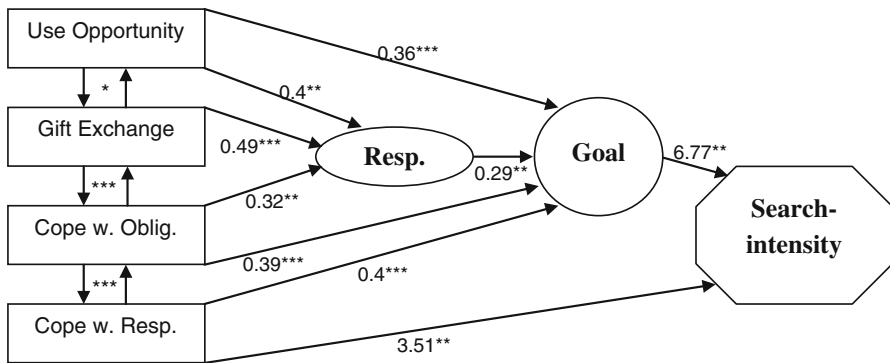 Use Opportunity
0.36***
*
0.4**
Gift Exchange
0.49***
Resp.
Goal
6.77**
0.29**
***
0.32**
Search-
intensity
Cope w. Oblig.
0.39***
0.4***
***
Cope w. Resp.
3.51**